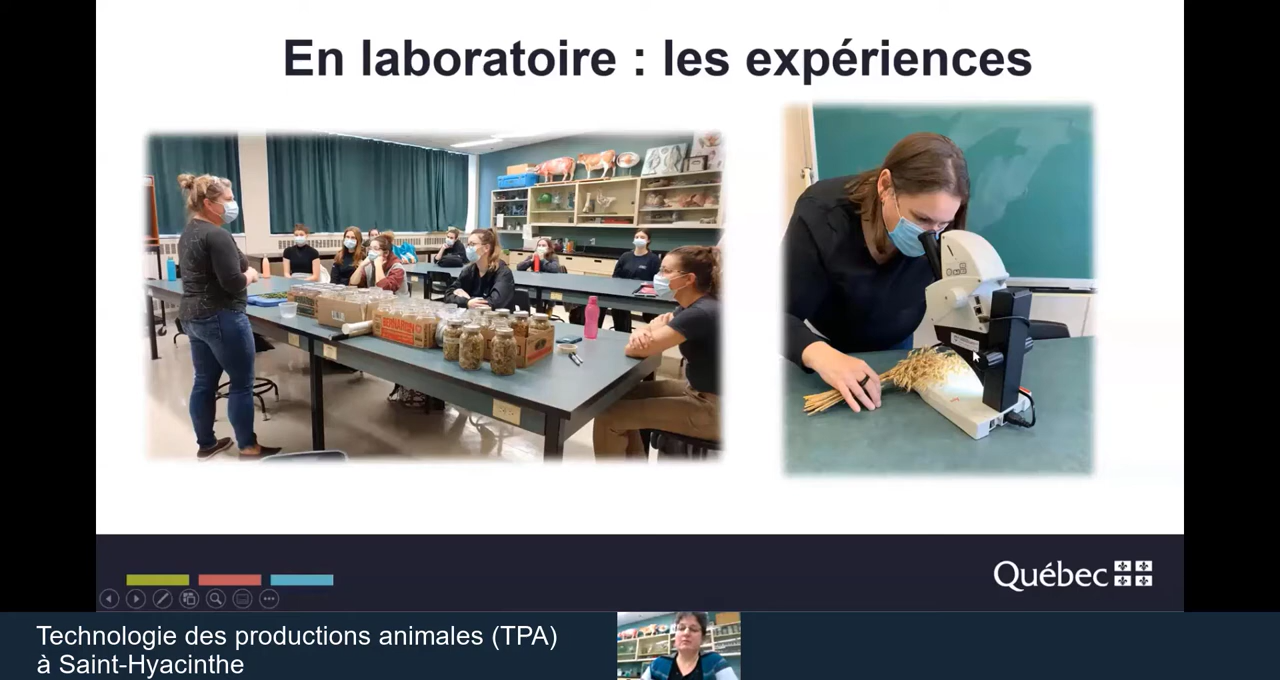 En laboratoire : les expériences
Québec
Technologie des productions animales (TPA)
à Saint-Hyacinthe